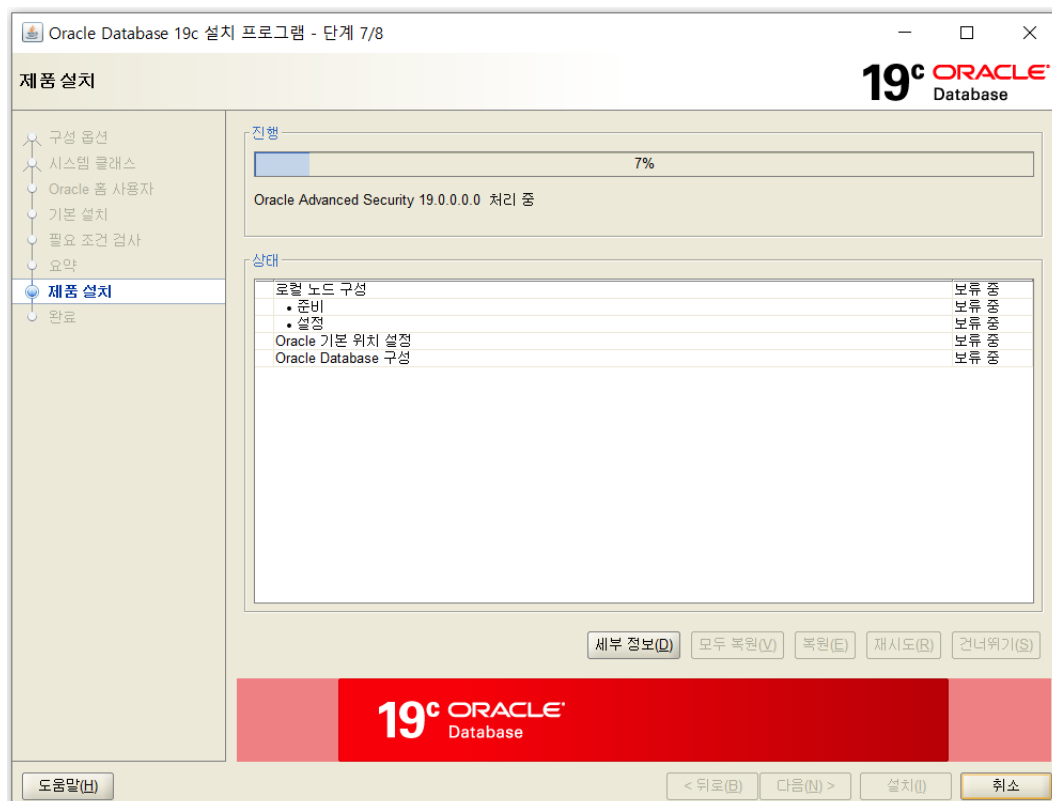 Oracle Database 19c 설치 프로그램 - 단계 7/8
제품 설치
19c ORACLE
Database
구성 옵션
시스템 클래스
Oracle 홈 사용자
기본 설치
필요 조건 검사
요약
제품 설치
완료
진행
7%
Oracle Advanced Security 19.0.0.0.0 처리 중
상태
로컬 노드 구성 보류 중
• 준비 보류 중
• 설정 보류 중
Oracle 기본 위치 설정 보류 중
Oracle Database 구성 보류 중
세부 정보(D) 모두 복원(V) 복원(E) 재시도(R) 건너뛰기(S)
19c ORACLE
Database
도움말(H) < 뒤로(B) 다음(N) > 설치(I) 취소